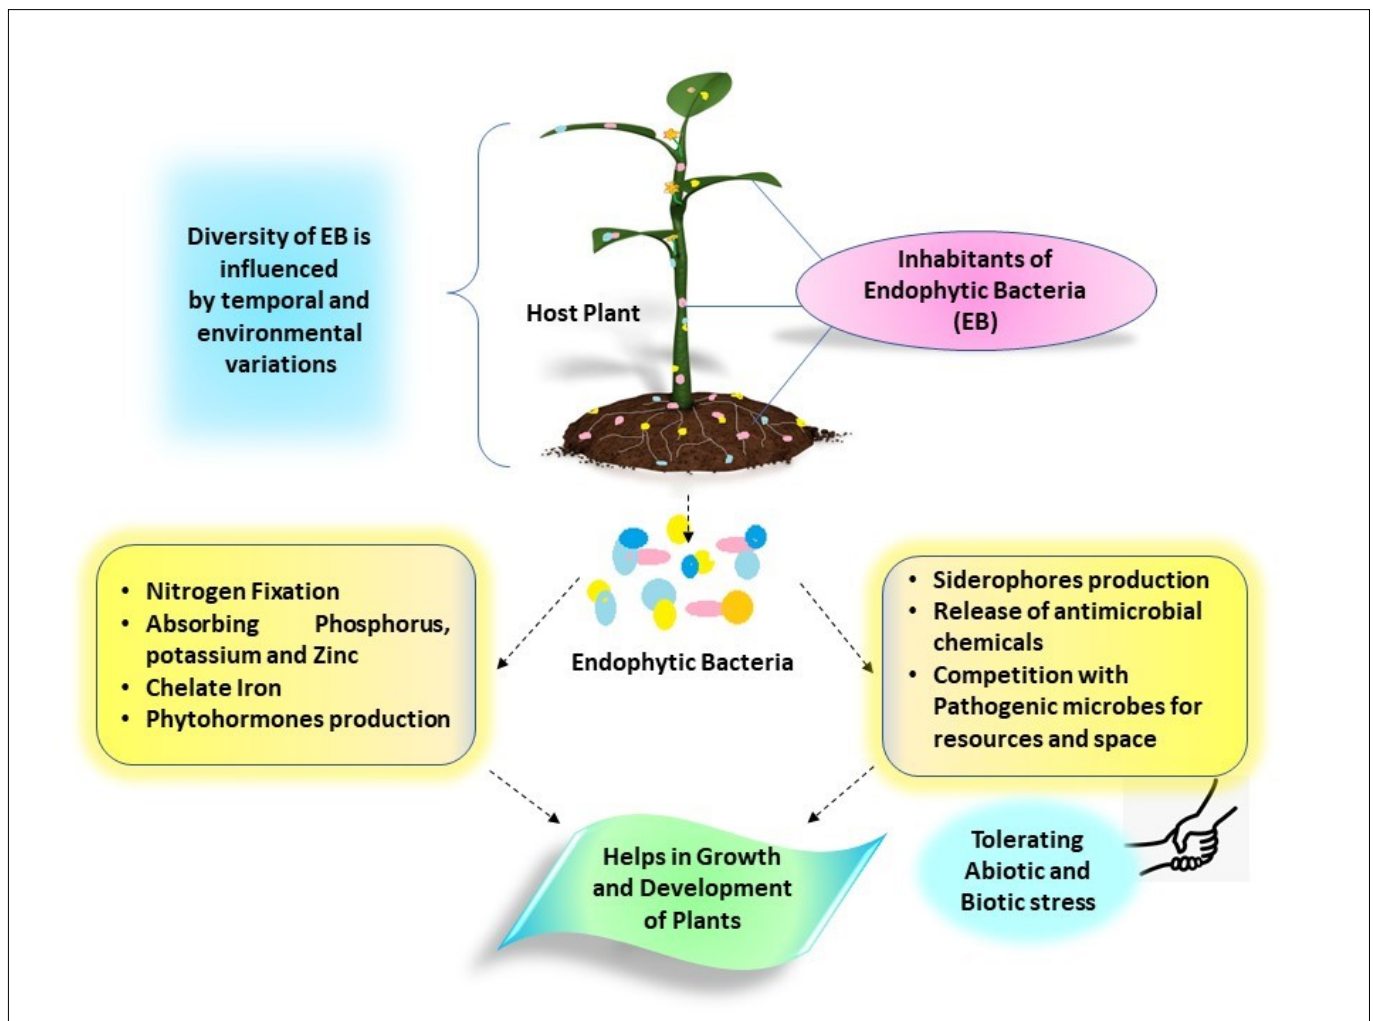 Diversity of EB is
influenced
by temporal and
environmental
variations
Host Plant
Inhabitants of
Endophytic Bacteria
(EB)
• Nitrogen Fixation
• Absorbing Phosphorus,
potassium and Zinc
• Chelate Iron
• Phytohormones production
Endophytic Bacteria
• Siderophores production
• Release of antimicrobial
chemicals
• Competition with
Pathogenic microbes for
resources and space
Helps in Growth
and Development
of Plants
Tolerating
Abiotic and
Biotic stress